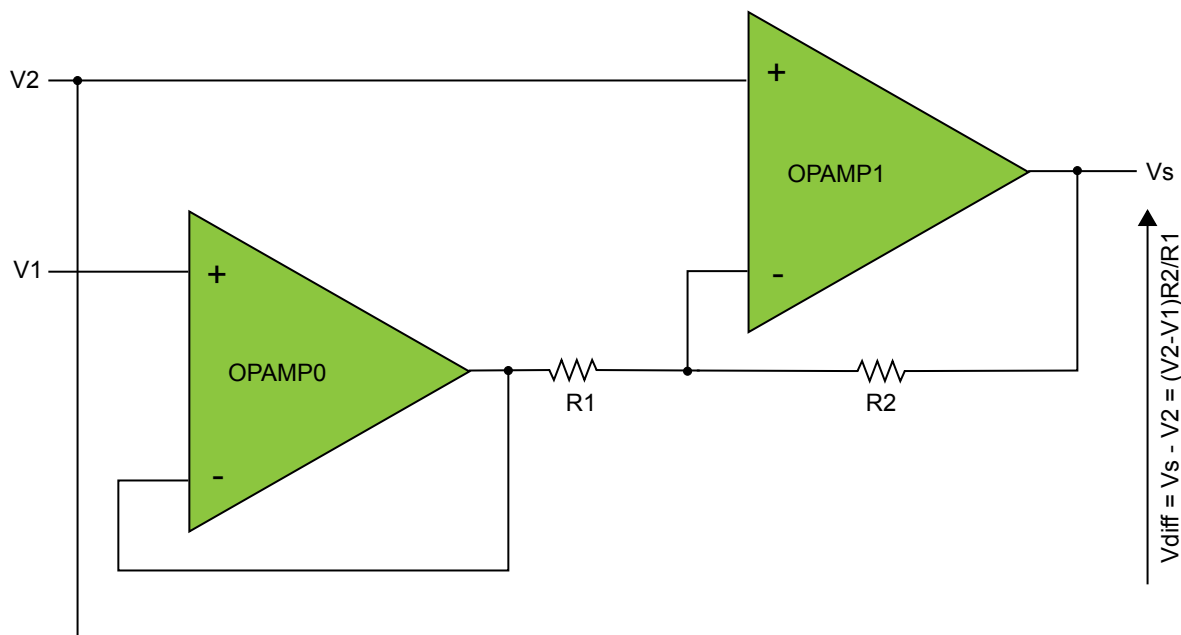 V2
+
OPAMP1
Vs
-
V1
+
OPAMP0
-
R1
R2
Vdiff = Vs - V2 = (V2-V1)R2/R1